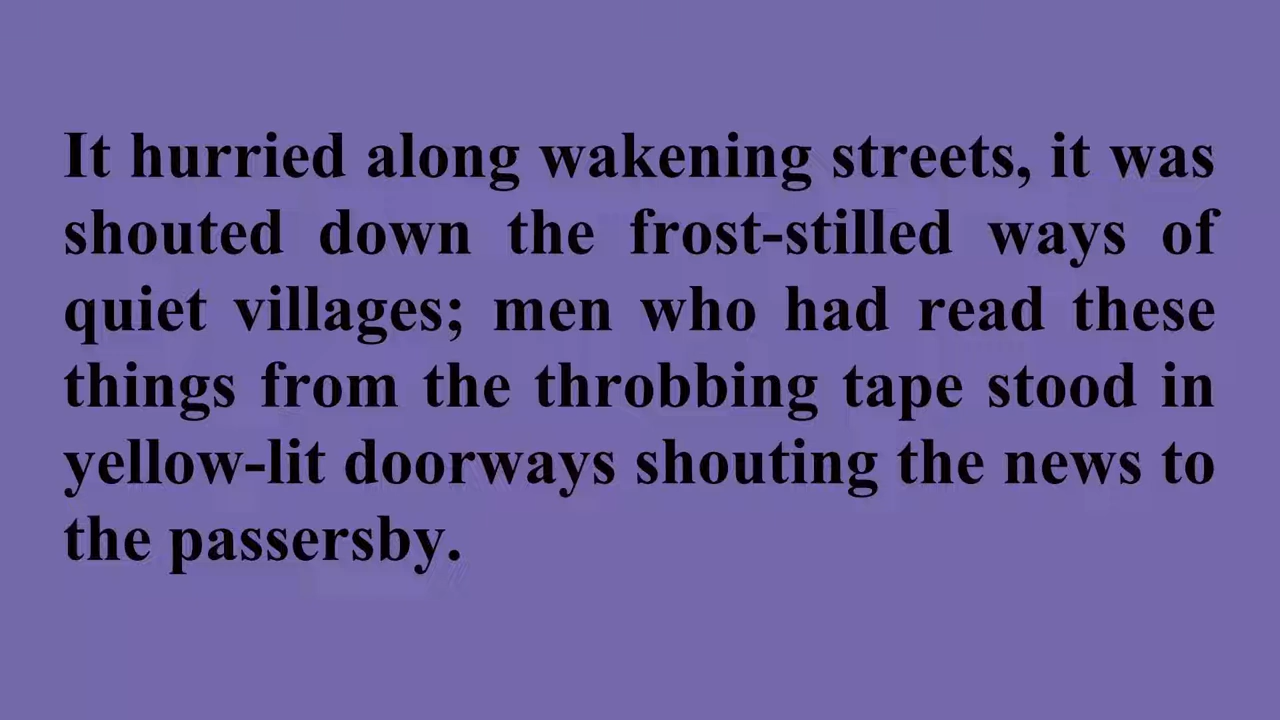 It hurried along wakening streets, it was
shouted down the frost-stilled ways of
quiet villages; men who had read these
things from the throbbing tape stood in
yellow-lit doorways shouting the news to
the passersby.